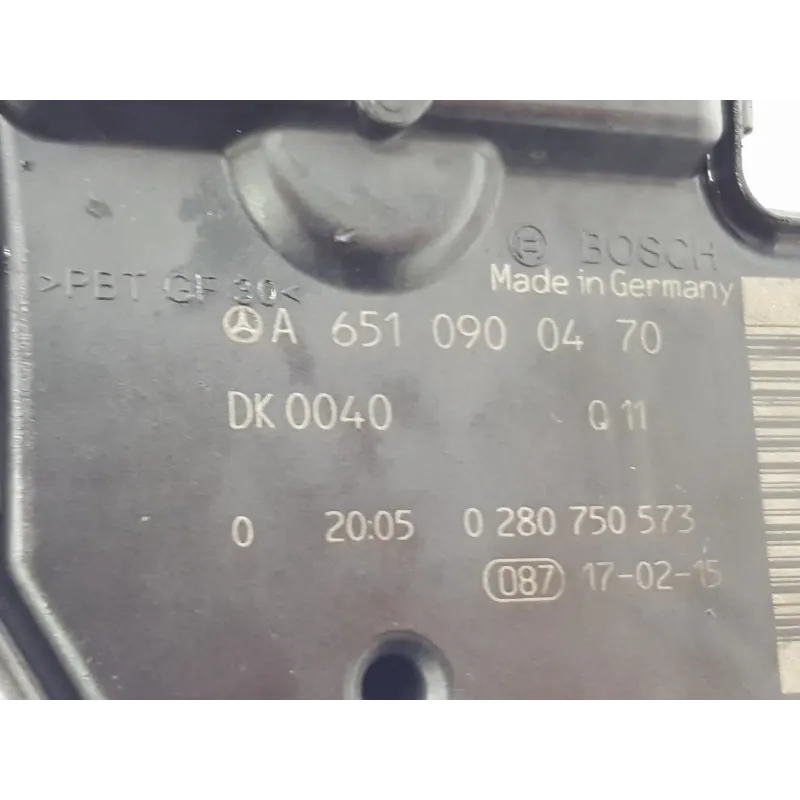 BOSCH
>PBT GF 30<
Made in Germany
A 651 090 04 70
DK 0040 Q 11
0 20:05 0 280 750 573
087 17-02-15